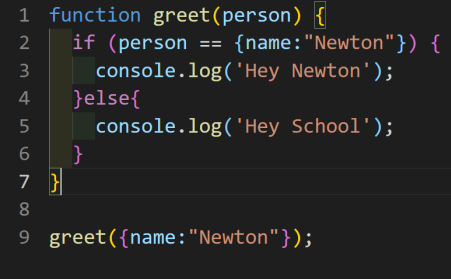 1 function greet(person) {
2   if (person == {name:"Newton"}) {
3     console.log('Hey Newton');
4   }else{
5     console.log('Hey School');
6   }
7 }
8
9 greet({name:"Newton"});